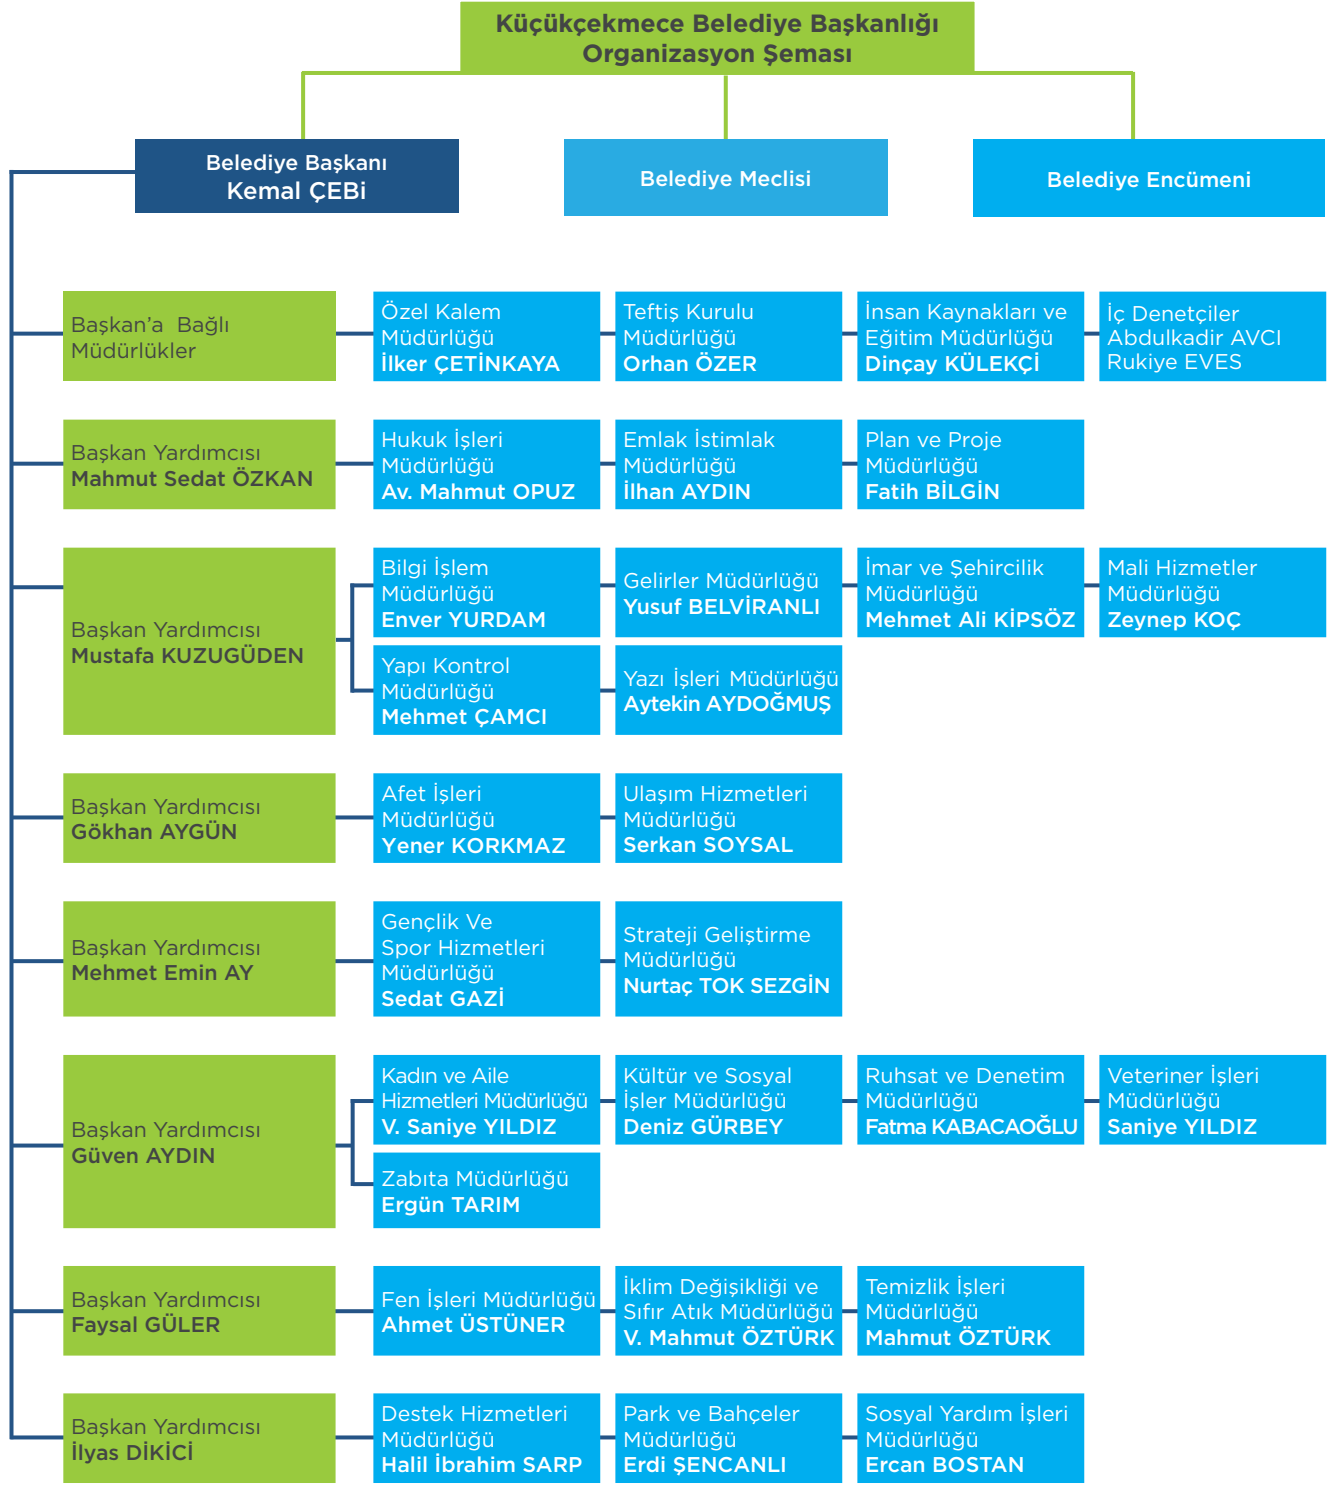 Küçükçekmece Belediye Başkanlığı
Organizasyon Şeması
Belediye Başkanı
Kemal ÇEBi
Belediye Meclisi
Belediye Encümeni
Başkan’a Bağlı
Müdürlükler
Özel Kalem
Müdürlüğü
İlker ÇETİNKAYA
Teftiş Kurulu
Müdürlüğü
Orhan ÖZER
İnsan Kaynakları ve
Eğitim Müdürlüğü
Dinçay KÜLEKÇİ
İç Denetçiler
Abdulkadir AVCI
Rukiye EVES
Başkan Yardımcısı
Mahmut Sedat ÖZKAN
Hukuk İşleri
Müdürlüğü
Av. Mahmut OPUZ
Emlak İstimlak
Müdürlüğü
İlhan AYDIN
Plan ve Proje
Müdürlüğü
Fatih BİLGİN
Başkan Yardımcısı
Mustafa KUZUGÜDEN
Bilgi İşlem
Müdürlüğü
Enver YURDAM
Gelirler Müdürlüğü
Yusuf BELVİRANLI
İmar ve Şehircilik
Müdürlüğü
Mehmet Ali KİPSÖZ
Mali Hizmetler
Müdürlüğü
Zeynep KOÇ
Yapı Kontrol
Müdürlüğü
Mehmet ÇAMCI
Yazı İşleri Müdürlüğü
Aytekin AYDOĞMUŞ
Başkan Yardımcısı
Gökhan AYGÜN
Afet İşleri
Müdürlüğü
Yener KORKMAZ
Ulaşım Hizmetleri
Müdürlüğü
Serkan SOYSAL
Başkan Yardımcısı
Mehmet Emin AY
Gençlik Ve
Spor Hizmetleri
Müdürlüğü
Sedat GAZİ
Strateji Geliştirme
Müdürlüğü
Nurtaç TOK SEZGİN
Başkan Yardımcısı
Güven AYDIN
Kadın ve Aile
Hizmetleri Müdürlüğü
V. Saniye YILDIZ
Kültür ve Sosyal
İşler Müdürlüğü
Deniz GÜRBEY
Ruhsat ve Denetim
Müdürlüğü
Fatma KABACAOĞLU
Veteriner İşleri
Müdürlüğü
Saniye YILDIZ
Zabıta Müdürlüğü
Ergün TARIM
Başkan Yardımcısı
Faysal GÜLER
Fen İşleri Müdürlüğü
Ahmet ÜSTÜNER
İklim Değişikliği ve
Sıfır Atık Müdürlüğü
V. Mahmut ÖZTÜRK
Temizlik İşleri
Müdürlüğü
Mahmut ÖZTÜRK
Başkan Yardımcısı
İlyas DİKİCİ
Destek Hizmetleri
Müdürlüğü
Halil İbrahim SARP
Park ve Bahçeler
Müdürlüğü
Erdi ŞENCANLI
Sosyal Yardım İşleri
Müdürlüğü
Ercan BOSTAN